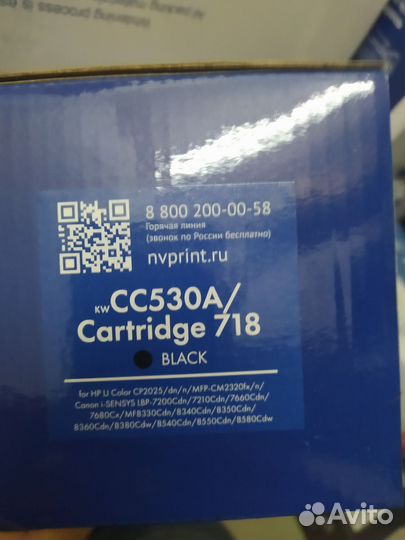 8 800 200-00-58
Горячая линия
(звонок по России бесплатно)
nvprint.ru
KW CC530A/
Cartridge 718
BLACK
for HP LJ Color CP2025/dn/n/MFP-CM2320fx/n/
Canon i-SENSYS LBP-7200Cdn/7210Cdn/7660Cdn/
7680Cx/MF8330Cdn/8340Cdn/8350Cdn/
8360Cdn/8380Cdw/8540Cdn/8550Cdn/8580Cdw
Avito